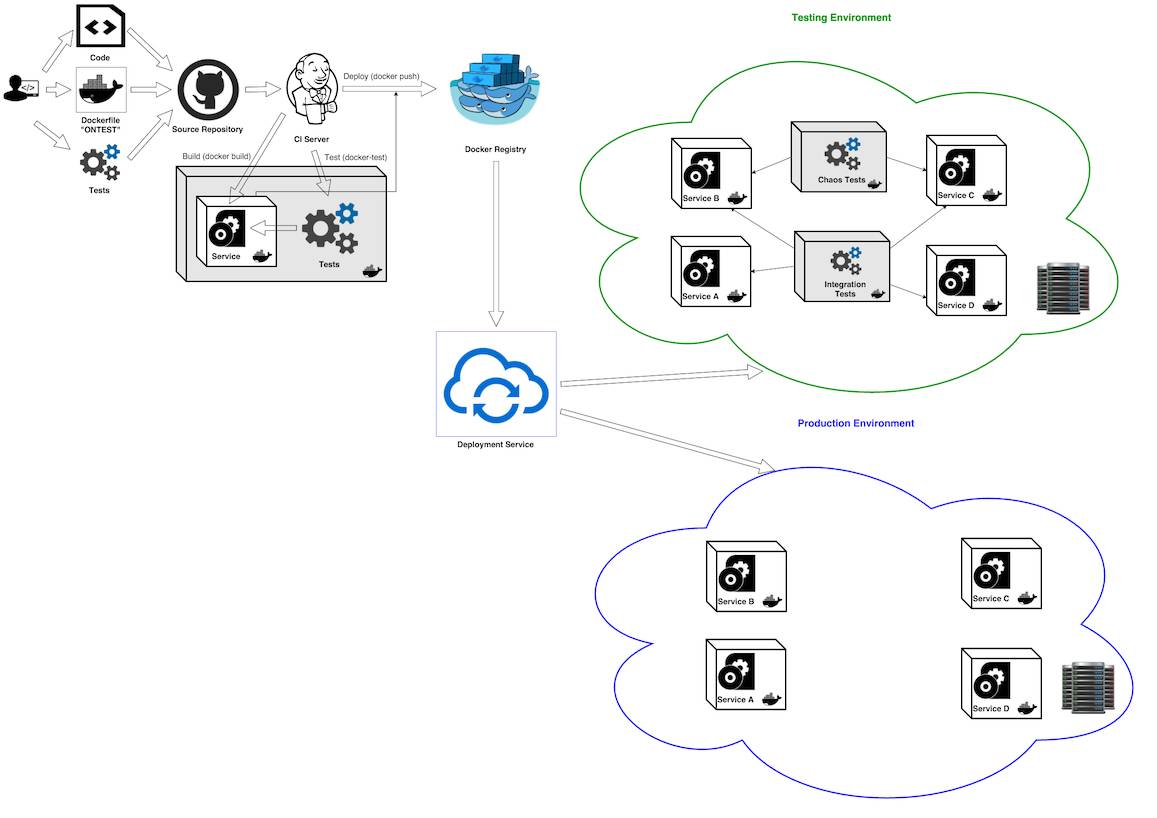 Testing Environment
Code
Dockerfile
"ONTEST"
Tests
Source Repository
CI Server
Deploy (docker push)
Docker Registry
Build (docker build)
Test (docker-test)
Service
Tests
Service B
Chaos Tests
Service C
Service A
Integration
Tests
Service D
Deployment Service
Production Environment
Service B
Service C
Service A
Service D